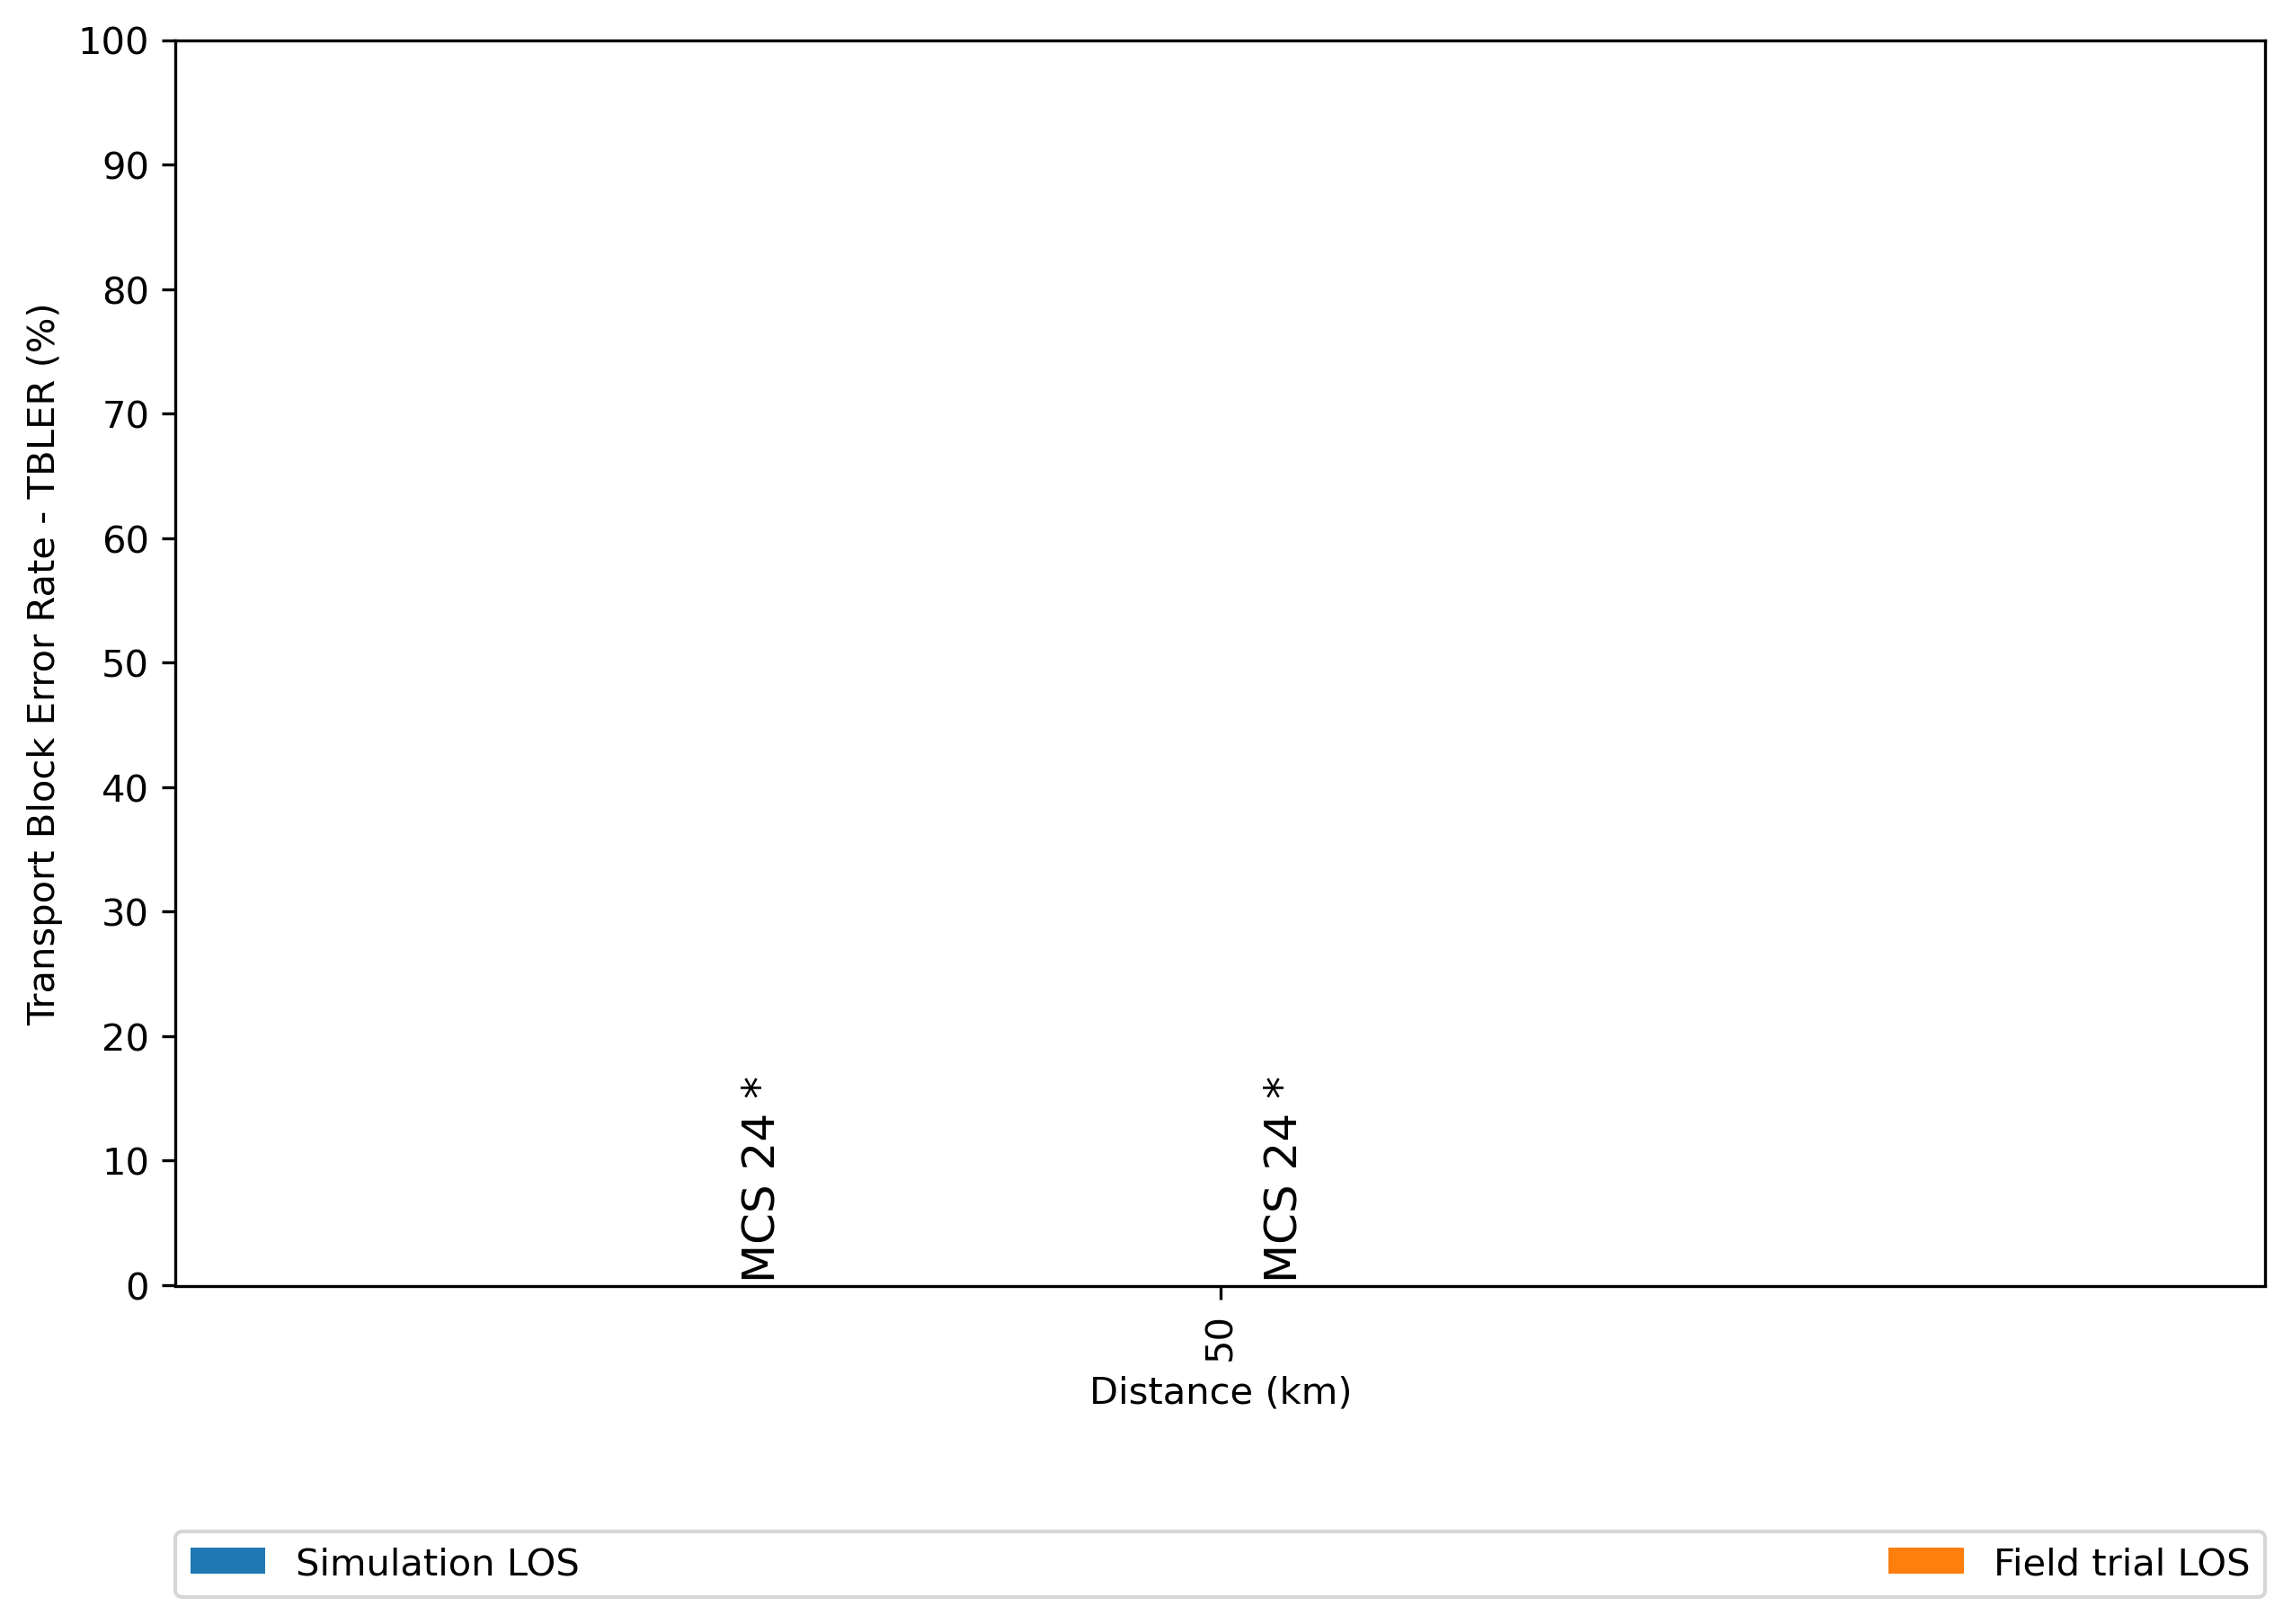 Transport Block Error Rate - TBLER (%)
100
90
80
70
60
50
40
30
20
10
0
MCS 24 *
MCS 24 *
50
Distance (km)
Simulation LOS
Field trial LOS